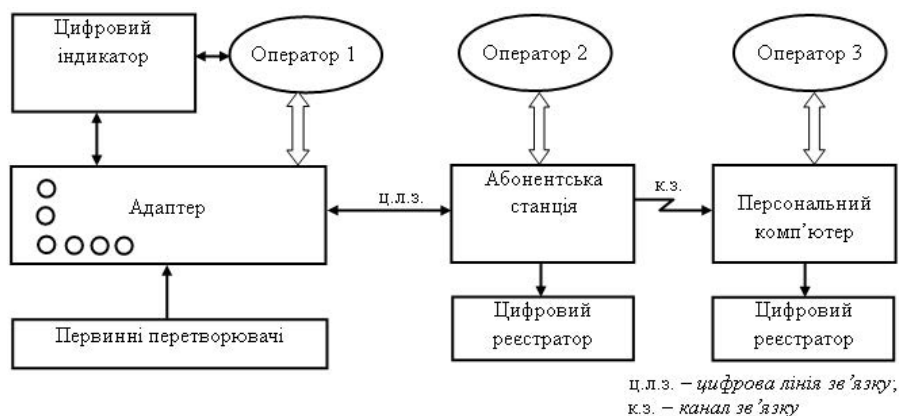 Цифровий
індикатор
Оператор 1
Оператор 2
Оператор 3
Адаптер
ц.л.з.
Абонентська
станція
к.з.
Персональний
комп’ютер
Первинні перетворювачі
Цифровий
реєстратор
Цифровий
реєстратор
ц.л.з. – цифрова лінія зв’язку;
к.з. – канал зв’язку